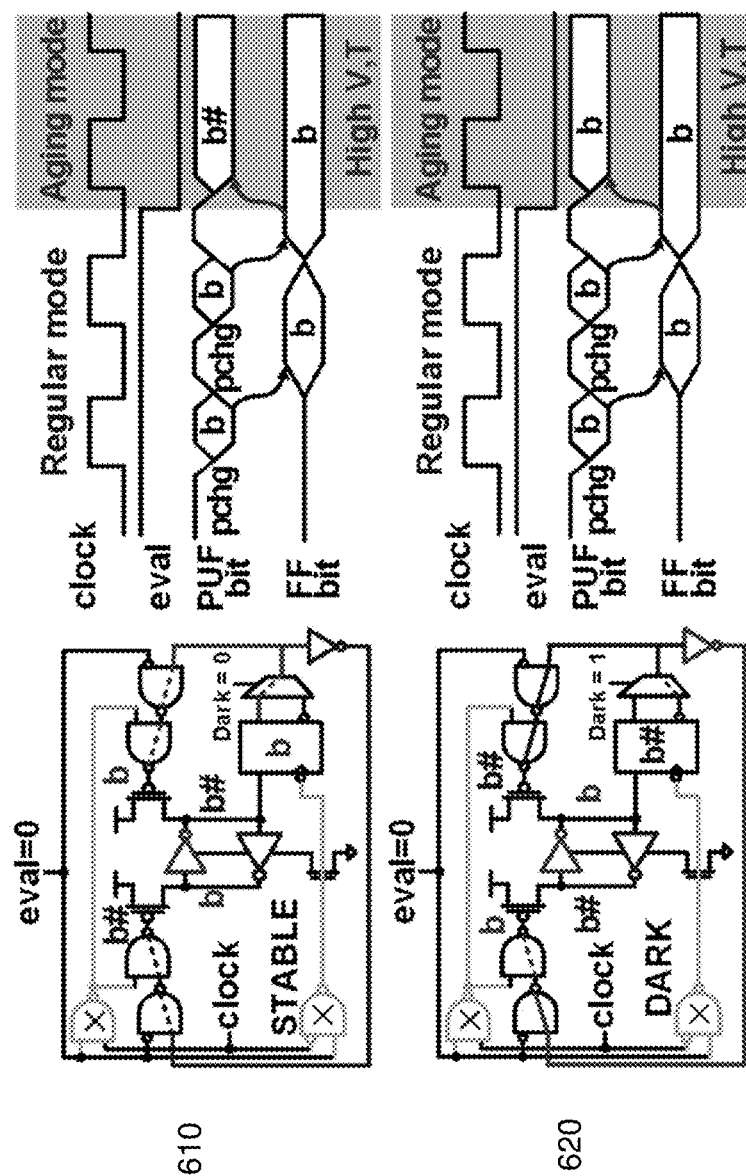 610
eval=0
b#
b
b
b#
clock
STABLE
Dark = 0
b
clock
Regular mode
Aging mode
eval
PUF bit
pchg
b
pchg
b
b#
FF bit
b
b
High V,T
620
eval=0
b
b#
b#
b
clock
DARK
Dark = 1
b#
clock
Regular mode
Aging mode
eval
PUF bit
pchg
b
pchg
b
b
FF bit
b
b
High V,T